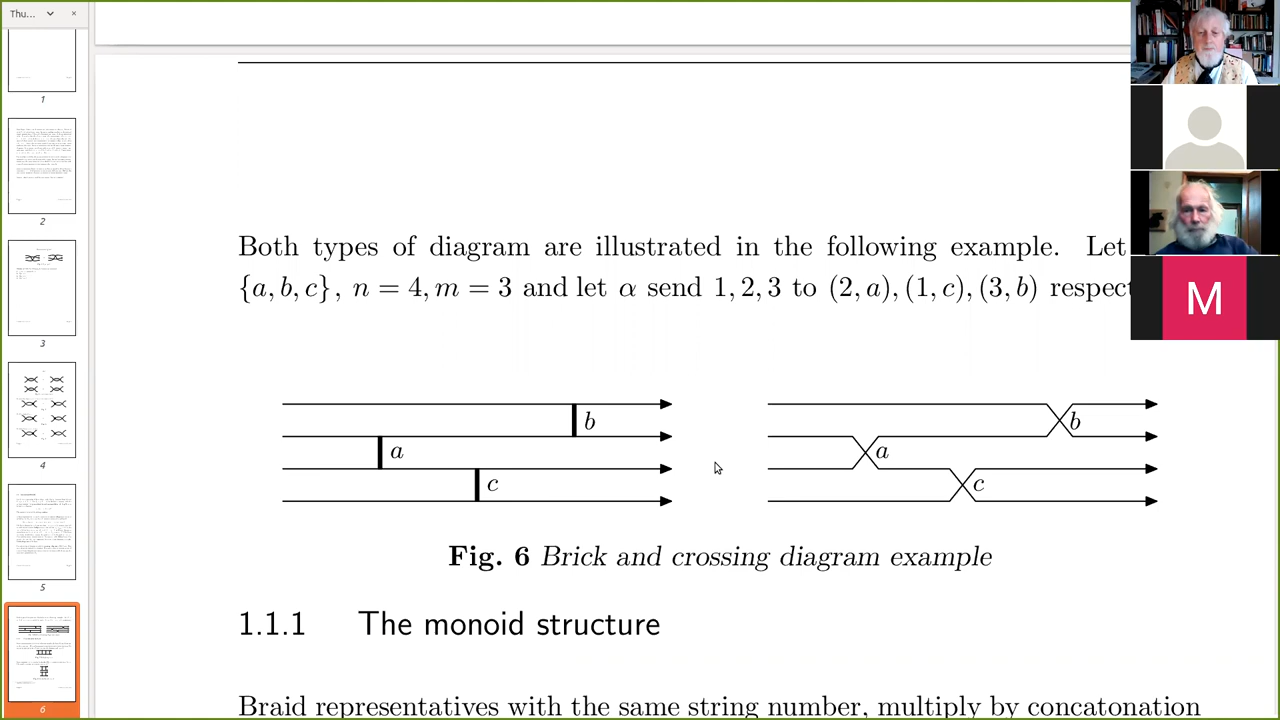 Thu...
1
2
3
4
5
6
Both types of diagram are illustrated in the following example. Let
{a, b, c}, n = 4, m = 3 and let α send 1, 2, 3 to (2, a), (1, c), (3, b)
b
a
c
b
a
c
Fig. 6 Brick and crossing diagram example
1.1.1 The monoid structure
Braid representatives with the same string number, multiply by concatonation
M